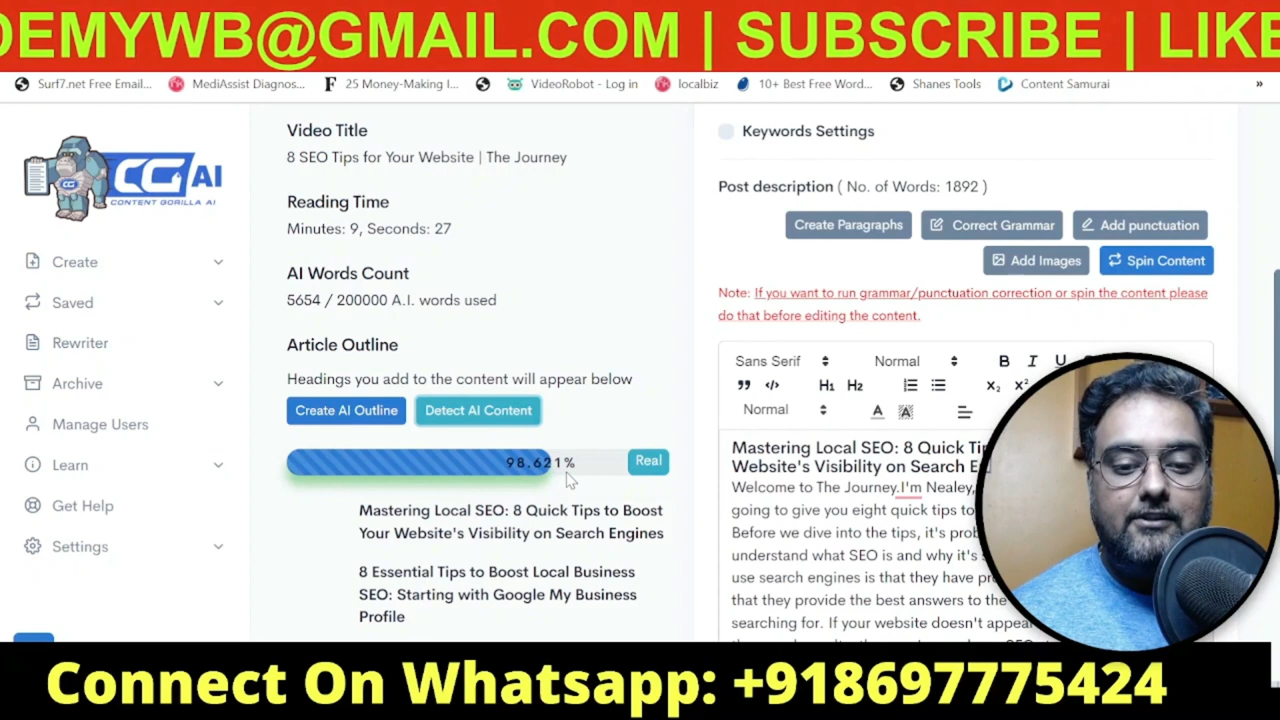 DEMYWB@GMAIL.COM | SUBSCRIBE | LIKE
Surf7.net Free Email... MediAssist Diagnos... 25 Money-Making I... VideoRobot - Log in localbiz 10+ Best Free Word... Shanes Tools Content Samurai »
CG AI
CONTENT GORILLA AI
CG
Create
Saved
Rewriter
Archive
Manage Users
Learn
Get Help
Settings
Video Title
8 SEO Tips for Your Website | The Journey
Reading Time
Minutes: 9, Seconds: 27
AI Words Count
5654 / 200000 A.I. words used
Article Outline
Headings you add to the content will appear below
Create AI Outline Detect AI Content
98.621% Real
Mastering Local SEO: 8 Quick Tips to Boost
Your Website's Visibility on Search Engines
8 Essential Tips to Boost Local Business
SEO: Starting with Google My Business
Profile
Keywords Settings
Post description ( No. of Words: 1892 )
Create Paragraphs Correct Grammar Add punctuation
Add Images Spin Content
Note: If you want to run grammar/punctuation correction or spin the content please
do that before editing the content.
Sans Serif Normal B I U
H1 H2 X2 X2
Normal A A
Mastering Local SEO: 8 Quick
Website's Visibility on Search
Welcome to The Journey.I'm Nealey,
going to give you eight quick tips to
Before we dive into the tips, it's
understand what SEO is and why it's
use search engines is that they have
that they provide the best answers to the
searching for. If your website doesn't
Connect On Whatsapp: +918697775424